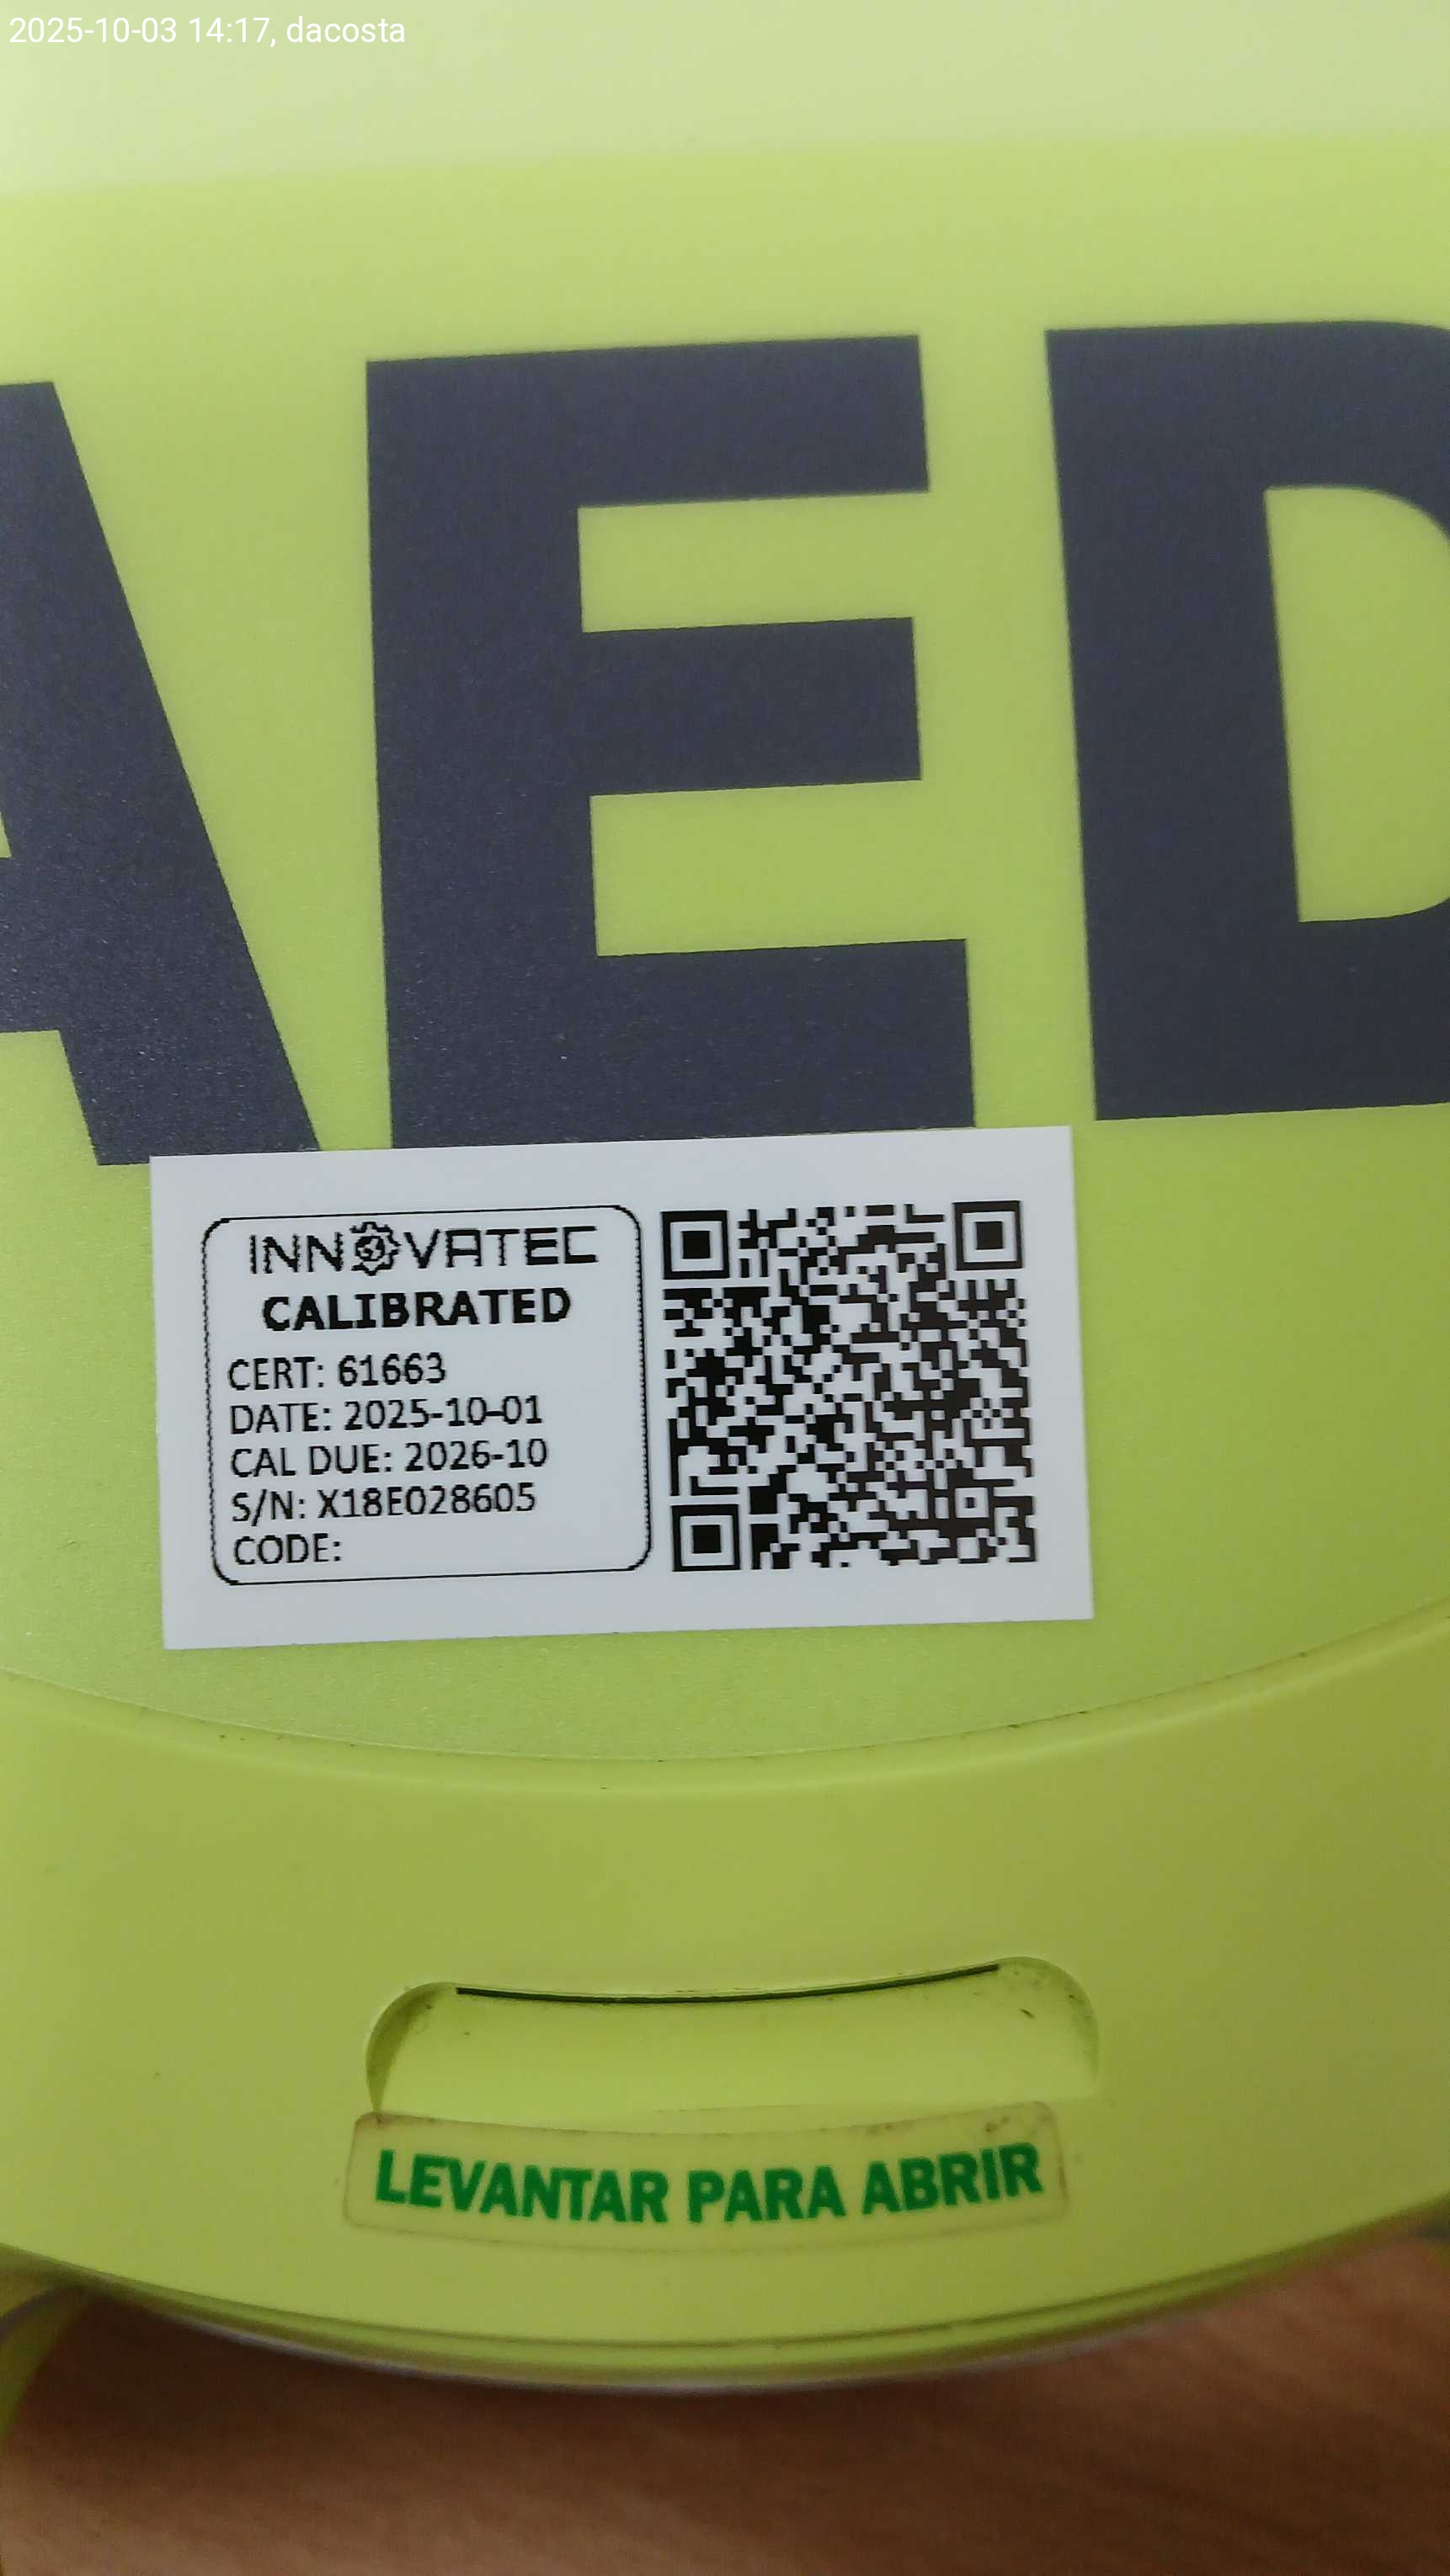 2025-10-03 14:17, dacosta
AED
INNOVATEC
CALIBRATED
CERT: 61663
DATE: 2025-10-01
CAL DUE: 2026-10
S/N: X18E028605
CODE:
LEVANTAR PARA ABRIR